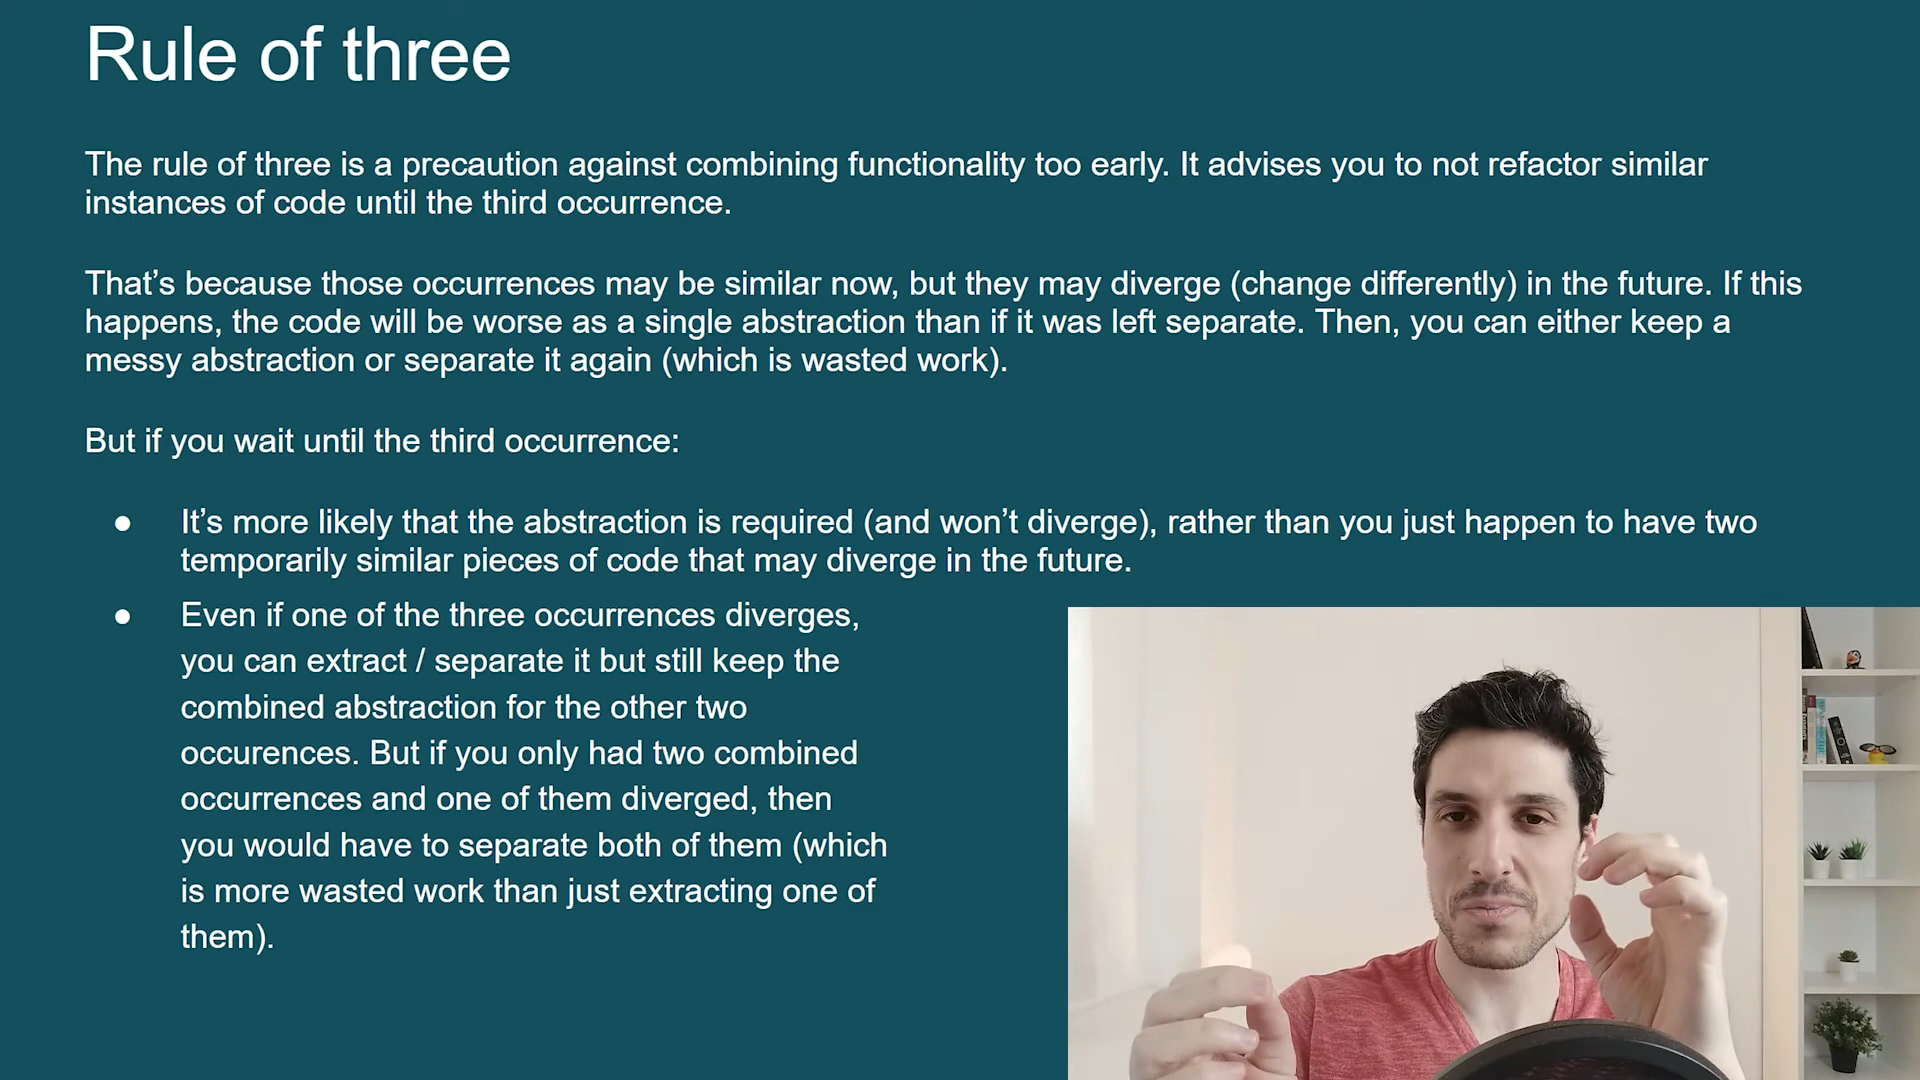 Rule of three
The rule of three is a precaution against combining functionality too early. It advises you to not refactor similar
instances of code until the third occurrence.
That’s because those occurrences may be similar now, but they may diverge (change differently) in the future. If this
happens, the code will be worse as a single abstraction than if it was left separate. Then, you can either keep a
messy abstraction or separate it again (which is wasted work).
But if you wait until the third occurrence:
● It’s more likely that the abstraction is required (and won’t diverge), rather than you just happen to have two
temporarily similar pieces of code that may diverge in the future.
● Even if one of the three occurrences diverges,
you can extract / separate it but still keep the
combined abstraction for the other two
occurences. But if you only had two combined
occurrences and one of them diverged, then
you would have to separate both of them (which
is more wasted work than just extracting one of
them).